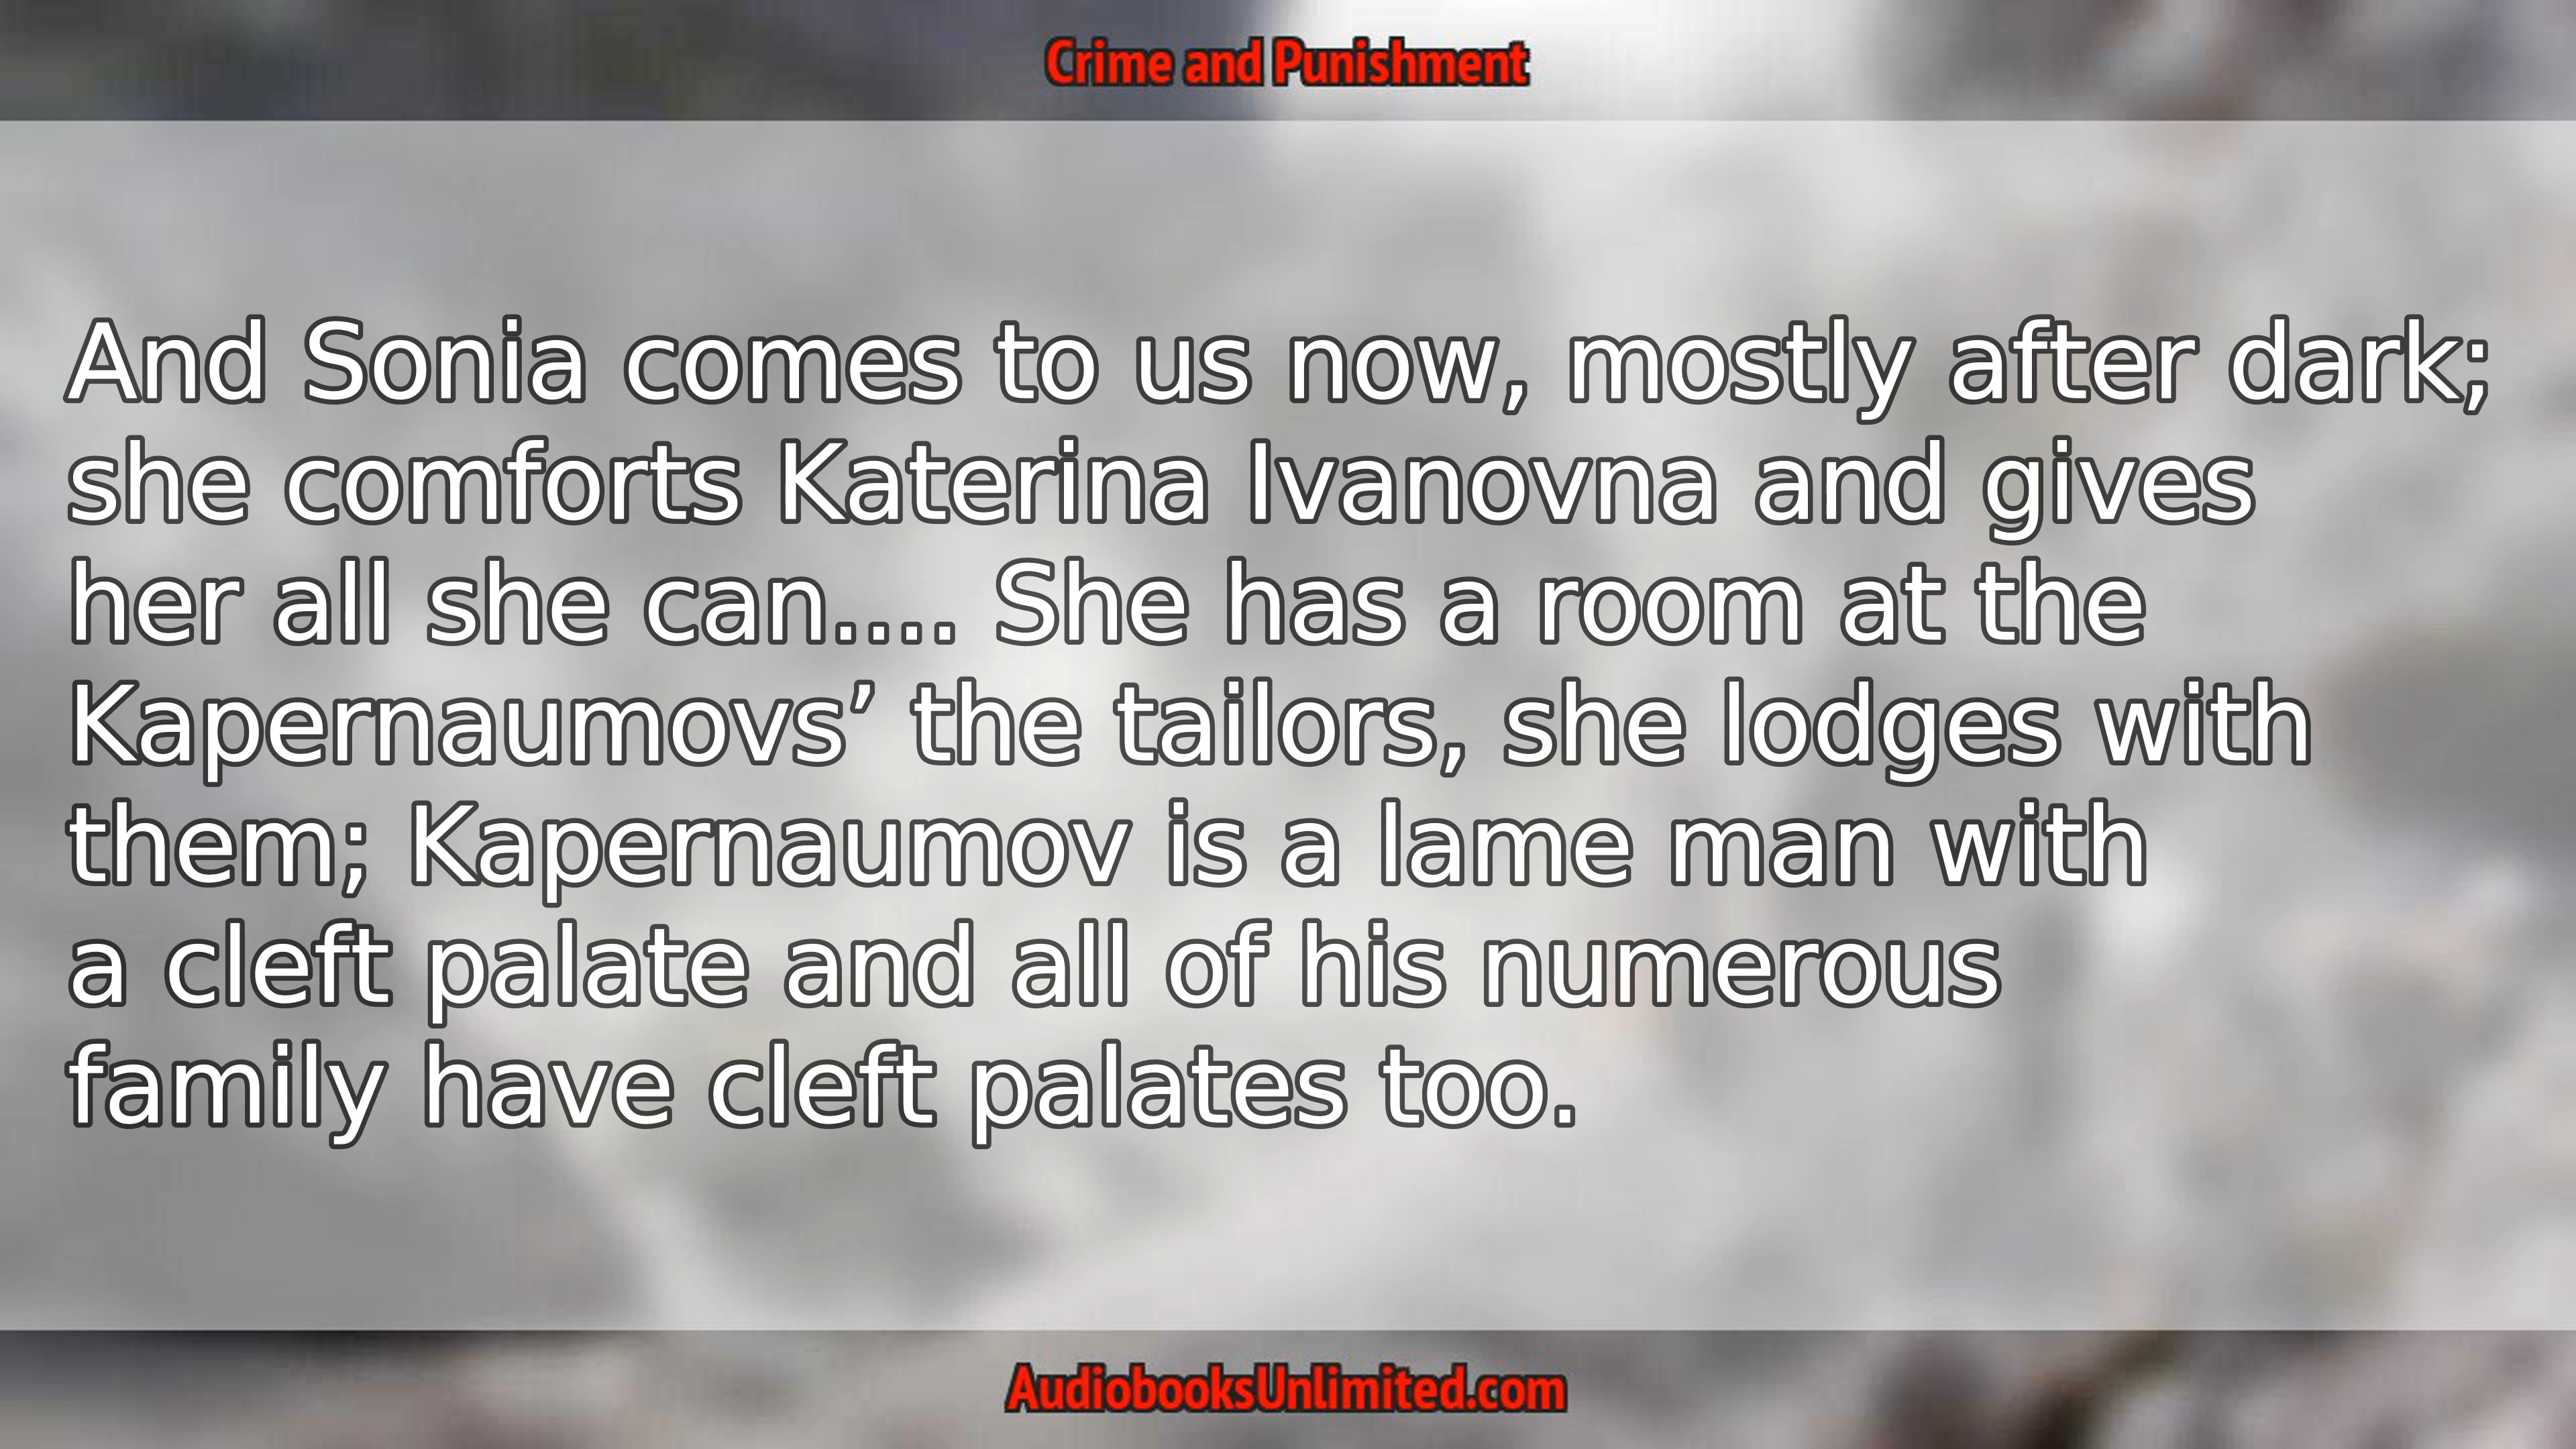 Crime and Punishment
And Sonia comes to us now, mostly after dark;
she comforts Katerina Ivanovna and gives
her all she can.... She has a room at the
Kapernaumovs’ the tailors, she lodges with
them; Kapernaumov is a lame man with
a cleft palate and all of his numerous
family have cleft palates too.
AudiobooksUnlimited.com